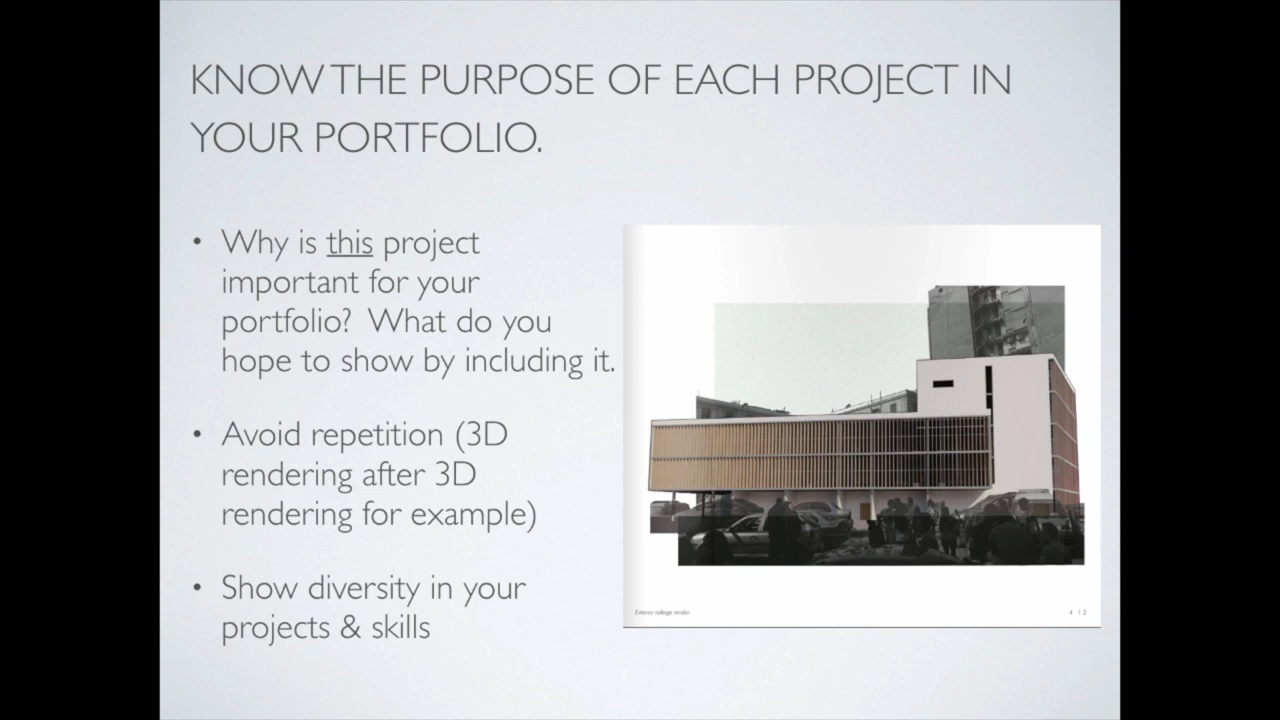 KNOW THE PURPOSE OF EACH PROJECT IN
YOUR PORTFOLIO.
• Why is this project
important for your
portfolio?  What do you
hope to show by including it.
• Avoid repetition (3D
rendering after 3D
rendering for example)
• Show diversity in your
projects & skills
Exterior collage render